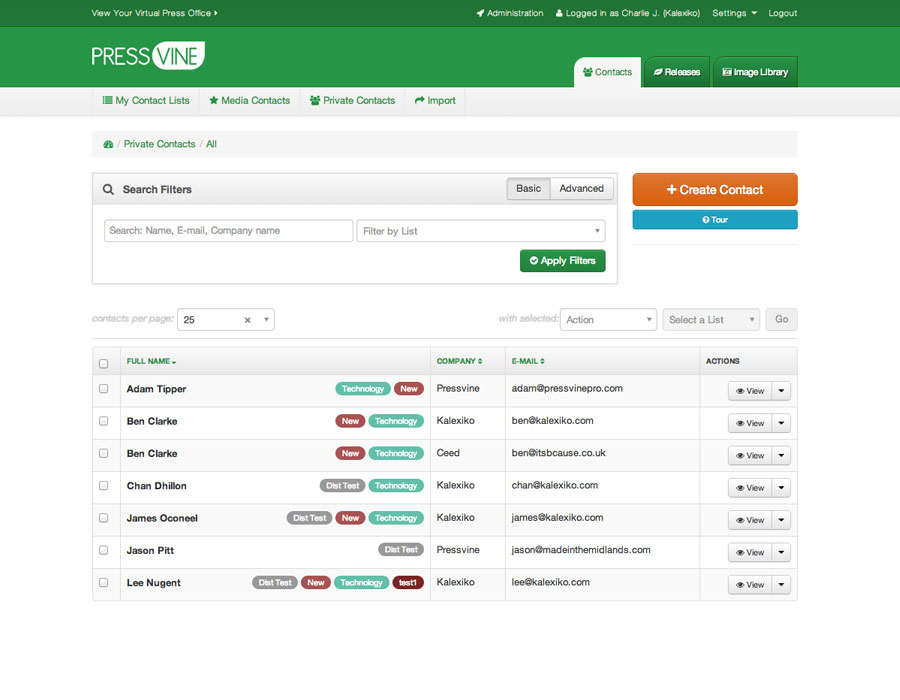 View Your Virtual Press Office Administration Logged in as Charlie J. (Kalexiko) Settings Logout
PRESS VINE
Contacts Releases Image Library
My Contact Lists Media Contacts Private Contacts Import
/ Private Contacts / All
Search Filters Basic Advanced
Create Contact
Tour
Search: Name, E-mail, Company name Filter by List
Apply Filters
contacts per page: 25 with selected: Action Select a List Go
FULL NAME COMPANY E-MAIL ACTIONS
Adam Tipper Technology New Pressvine adam@pressvinepro.com View
Ben Clarke New Technology Kalexiko ben@kalexiko.com View
Ben Clarke New Technology Ceed ben@itsbcause.co.uk View
Chan Dhillon Dist Test Technology Kalexiko chan@kalexiko.com View
James Oconeel Dist Test New Technology Kalexiko james@kalexiko.com View
Jason Pitt Dist Test Pressvine jason@madeinthemidlands.com View
Lee Nugent Dist Test New Technology test1 Kalexiko lee@kalexiko.com View